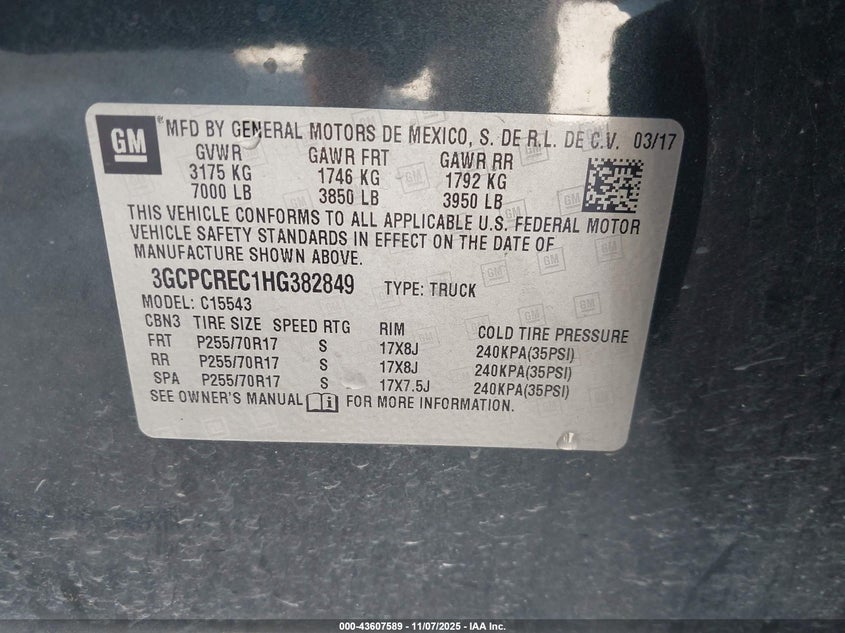 GM
® MFD BY GENERAL MOTORS DE MEXICO, S. DE R.L. DE C.V. 03/17
GVWR GAWR FRT GAWR RR
3175 KG 1746 KG 1792 KG
7000 LB 3850 LB 3950 LB
THIS VEHICLE CONFORMS TO ALL APPLICABLE U.S. FEDERAL MOTOR
VEHICLE SAFETY STANDARDS IN EFFECT ON THE DATE OF
MANUFACTURE SHOWN ABOVE.
3GCPCREC1HG382849 TYPE: TRUCK
MODEL: C15543
CBN3 TIRE SIZE SPEED RTG RIM COLD TIRE PRESSURE
FRT P255/70R17 S 17X8J 240KPA(35PSI)
RR P255/70R17 S 17X8J 240KPA(35PSI)
SPA P255/70R17 S 17X7.5J 240KPA(35PSI)
SEE OWNER'S MANUAL FOR MORE INFORMATION.
000-43607589 - 11/07/2025 - IAA Inc.